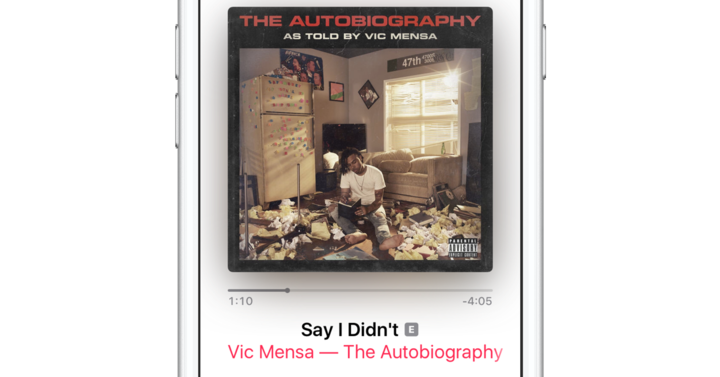 THE AUTOBIOGRAPHY
AS TOLD BY VIC MENSA
47th
PARENTAL
ADVISORY
EXPLICIT CONTENT
1:10
-4:05
Say I Didn't E
Vic Mensa — The Autobiography